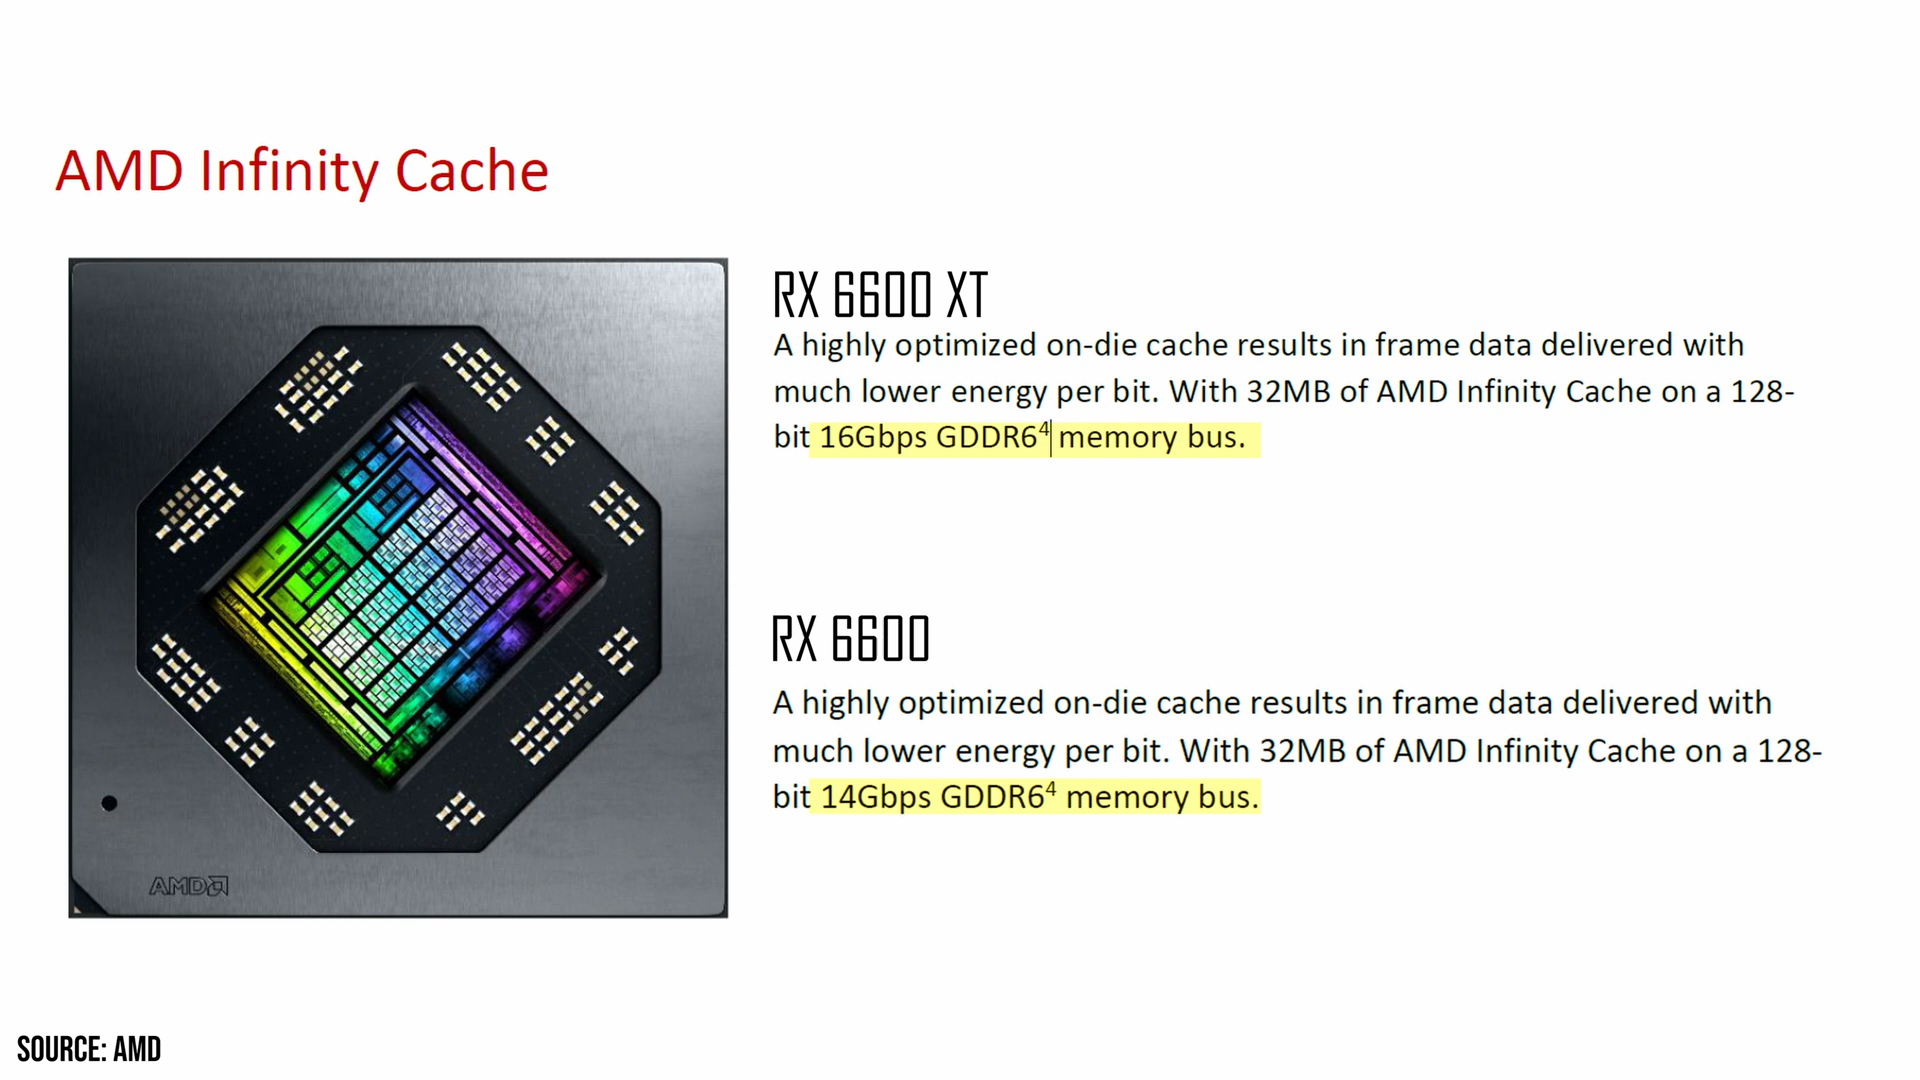 AMD Infinity Cache
RX 6600 XT
A highly optimized on-die cache results in frame data delivered with
much lower energy per bit. With 32MB of AMD Infinity Cache on a 128-
bit 16Gbps GDDR6⁴ memory bus.
RX 6600
A highly optimized on-die cache results in frame data delivered with
much lower energy per bit. With 32MB of AMD Infinity Cache on a 128-
bit 14Gbps GDDR6⁴ memory bus.
AMD
SOURCE: AMD